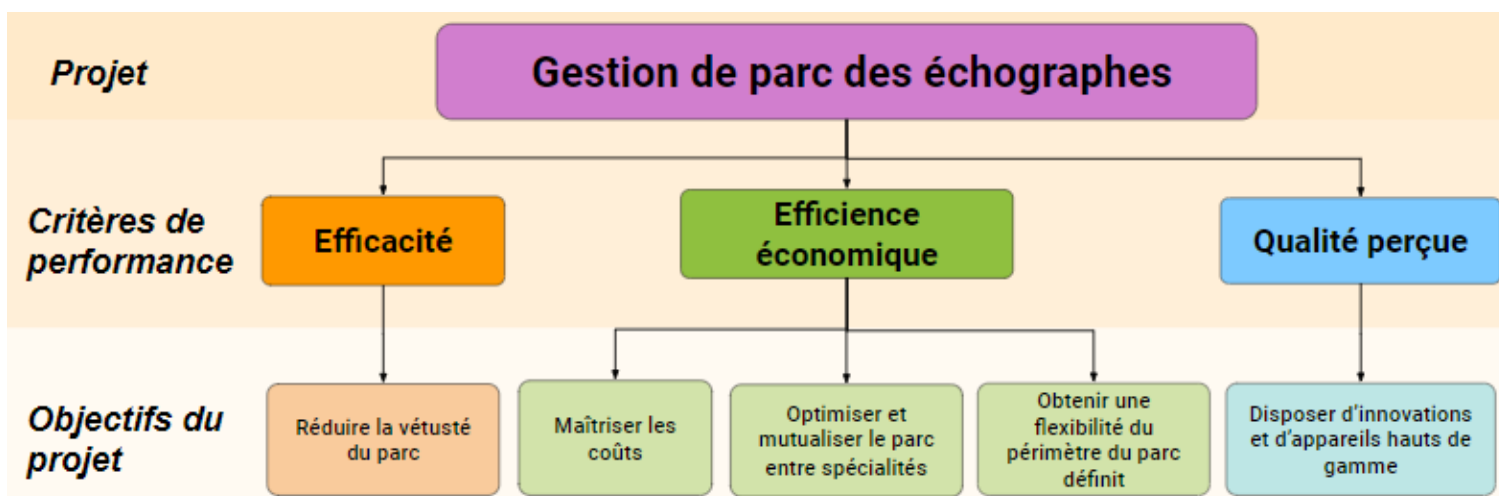 Projet
Gestion de parc des échographes
Critères de
performance
Efficacité
Efficience
économique
Qualité perçue
Objectifs du
projet
Réduire la vétusté
du parc
Maîtriser les
coûts
Optimiser et
mutualiser le parc
entre spécialités
Obtenir une
flexibilité du
périmètre du parc
définit
Disposer d'innovations
et d'appareils hauts de
gamme